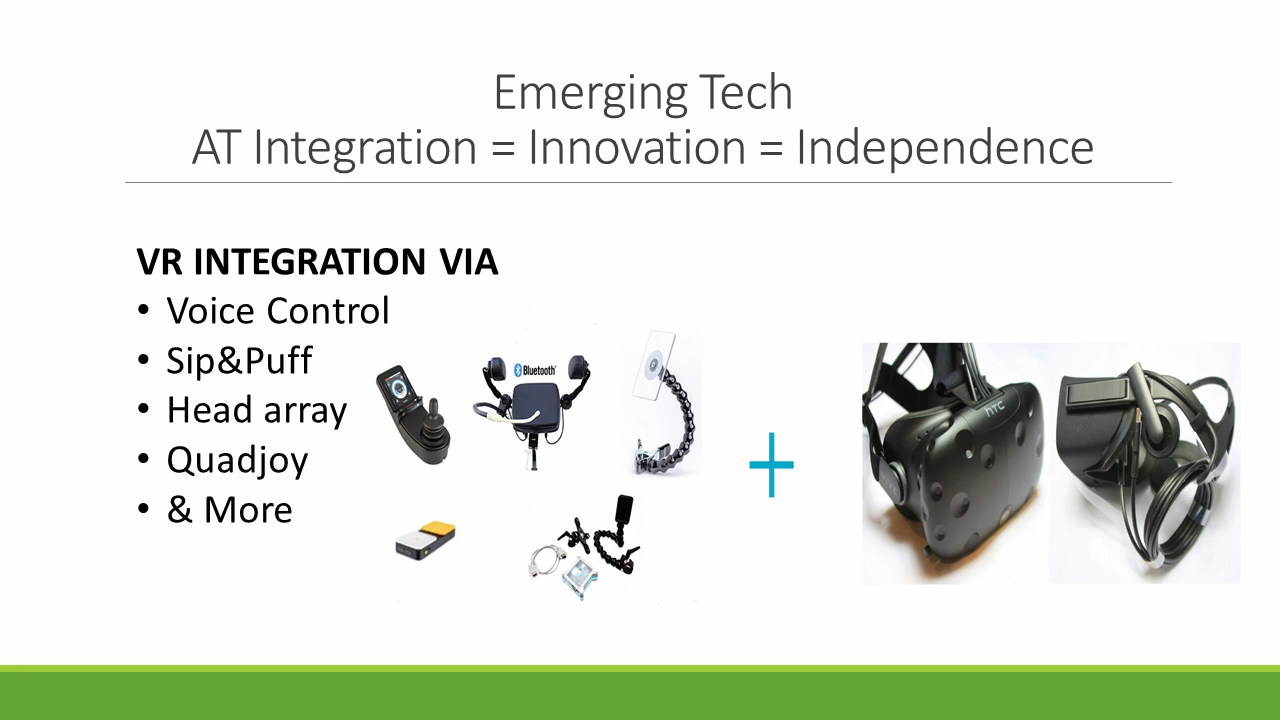 Emerging Tech
AT Integration = Innovation = Independence
VR INTEGRATION VIA
• Voice Control
• Sip&Puff
• Head array
• Quadjoy
• & More
Bluetooth
+
hTC